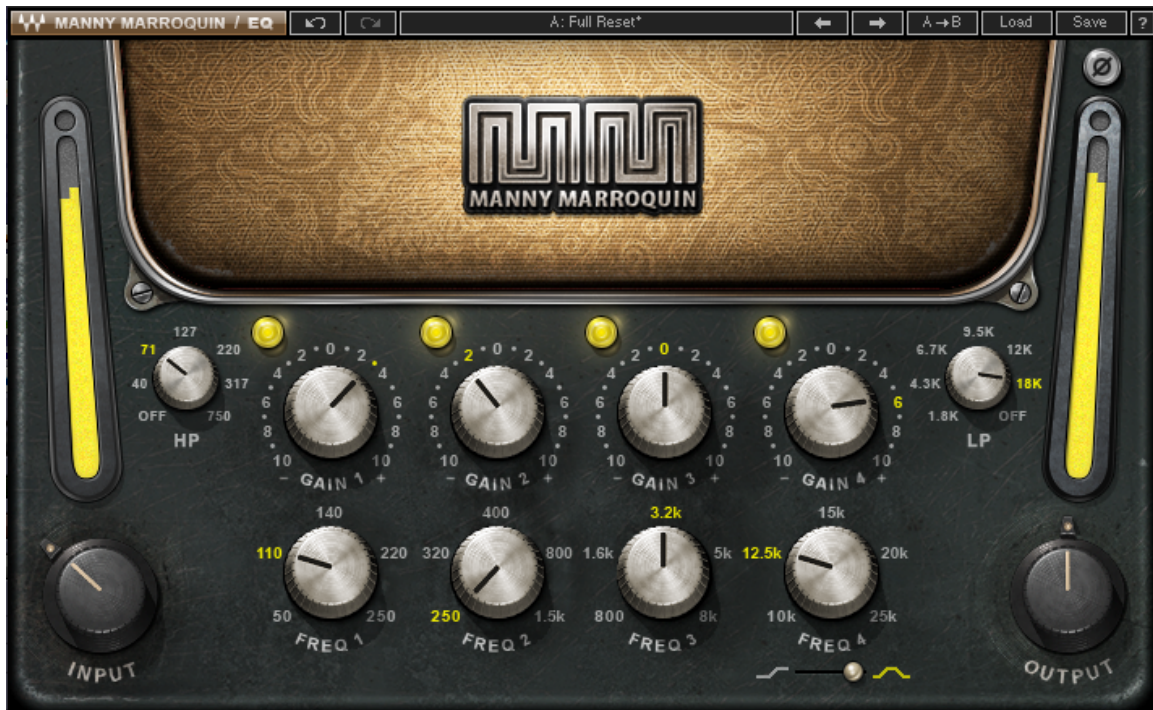 MANNY MARROQUIN / EQ
A: Full Reset*
A→B
Load
Save
?
MANNY MARROQUIN
127
71 220
40 317
OFF 750
HP
2 0 2
4 4
6 6
8 8
10 10
- GAIN 1 +
2 0 2
4 4
6 6
8 8
10 10
- GAIN 2 +
2 0 2
4 4
6 6
8 8
10 10
- GAIN 3 +
2 0 2
4 4
6 6
8 8
10 10
- GAIN 4 +
9.5K
6.7K 12K
4.3K 18K
1.8K OFF
LP
140
110 220
50 250
FREQ 1
400
320 800
250 1.5k
FREQ 2
3.2k
1.6k 5k
800 8k
FREQ 3
15k
12.5k 20k
10k 25k
FREQ 4
INPUT
OUTPUT